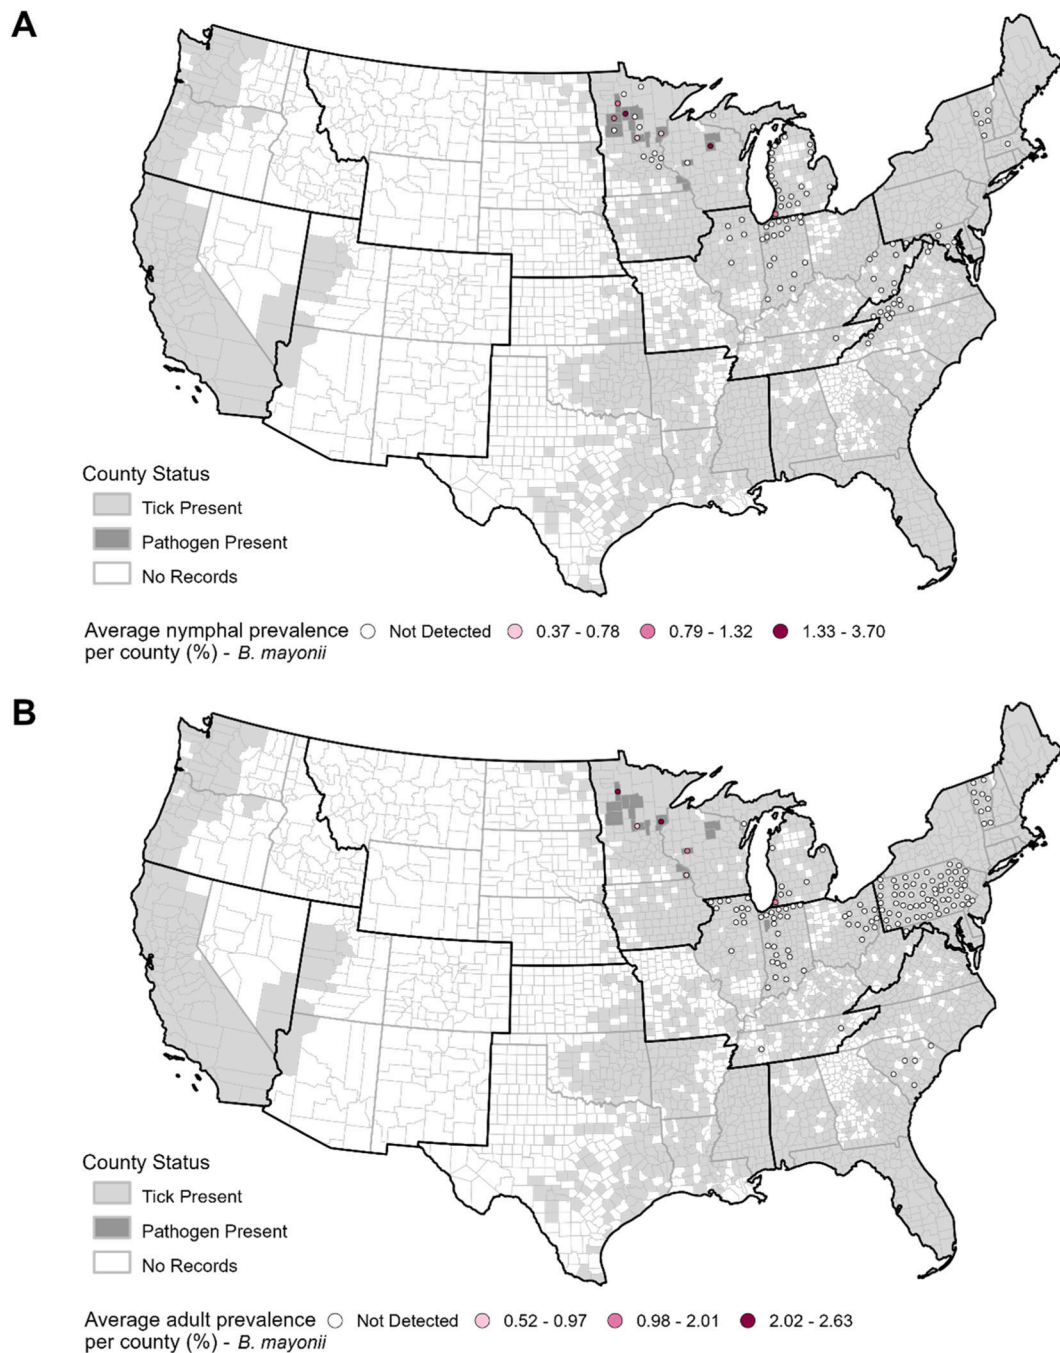 A
County Status
Tick Present
Pathogen Present
No Records
Average nymphal prevalence
per county (%) - B. mayonii
Not Detected
0.37 - 0.78
0.79 - 1.32
1.33 - 3.70
B
County Status
Tick Present
Pathogen Present
No Records
Average adult prevalence
per county (%) - B. mayonii
Not Detected
0.52 - 0.97
0.98 - 2.01
2.02 - 2.63